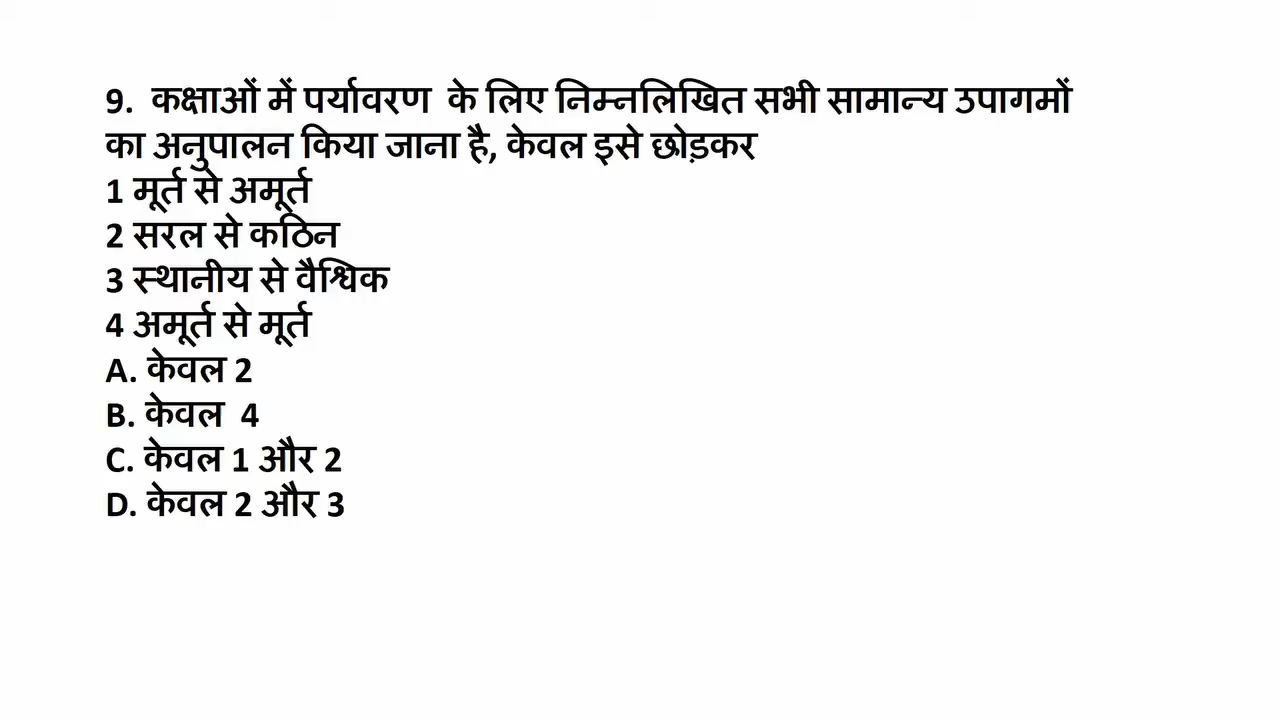 9. कक्षाओं में पर्यावरण के लिए निम्नलिखित सभी सामान्य उपागमों
का अनुपालन किया जाना है, केवल इसे छोड़कर
1 मूर्त से अमूर्त
2 सरल से कठिन
3 स्थानीय से वैश्विक
4 अमूर्त से मूर्त
A. केवल 2
B. केवल 4
C. केवल 1 और 2
D. केवल 2 और 3